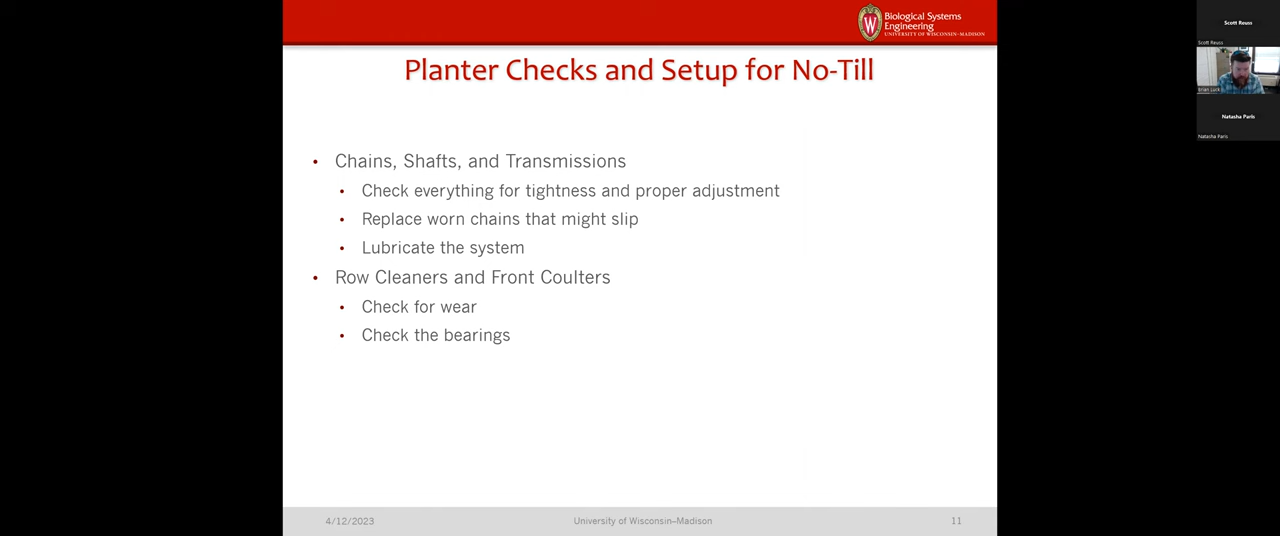 Biological Systems
Engineering
UNIVERSITY OF WISCONSIN–MADISON
Planter Checks and Setup for No-Till
• Chains, Shafts, and Transmissions
• Check everything for tightness and proper adjustment
• Replace worn chains that might slip
• Lubricate the system
• Row Cleaners and Front Coulters
• Check for wear
• Check the bearings
4/12/2023 University of Wisconsin–Madison 11
Scott Reuss
Scott Reuss
Brian Luck
Natasha Paris
Natasha Paris